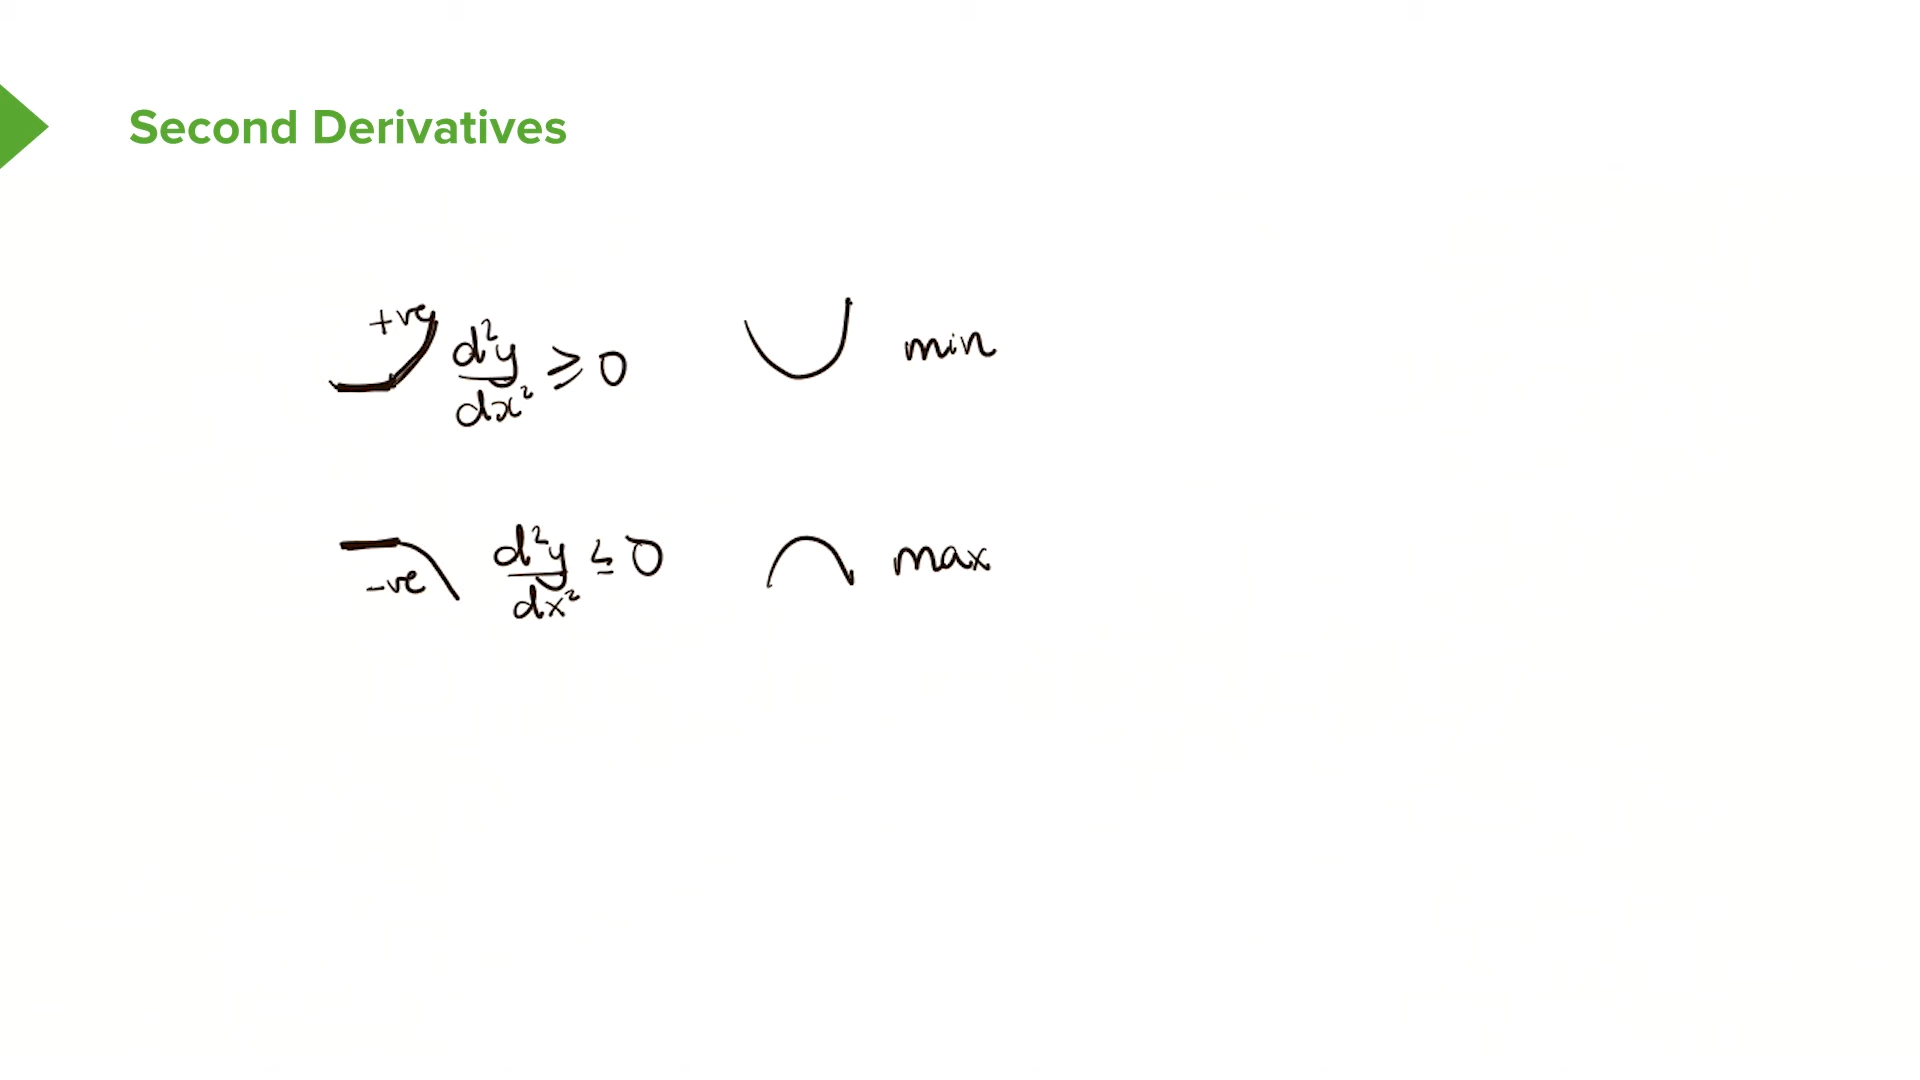 Second Derivatives
+ve d²y/dx² ≥ 0 min
-ve d²y/dx² ≤ 0 max